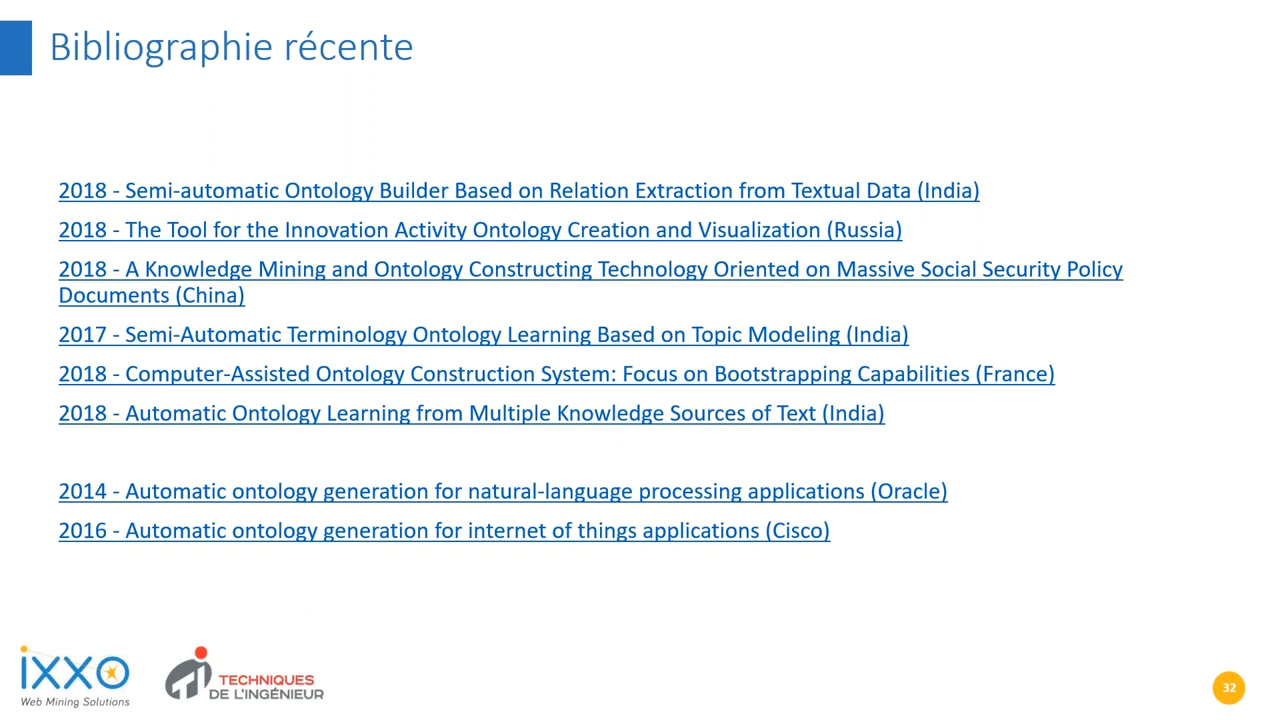 Bibliographie récente
2018 - Semi-automatic Ontology Builder Based on Relation Extraction from Textual Data (India)
2018 - The Tool for the Innovation Activity Ontology Creation and Visualization (Russia)
2018 - A Knowledge Mining and Ontology Constructing Technology Oriented on Massive Social Security Policy
Documents (China)
2017 - Semi-Automatic Terminology Ontology Learning Based on Topic Modeling (India)
2018 - Computer-Assisted Ontology Construction System: Focus on Bootstrapping Capabilities (France)
2018 - Automatic Ontology Learning from Multiple Knowledge Sources of Text (India)
2014 - Automatic ontology generation for natural-language processing applications (Oracle)
2016 - Automatic ontology generation for internet of things applications (Cisco)
ixxo
Web Mining Solutions
TECHNIQUES
DE L'INGÉNIEUR
32